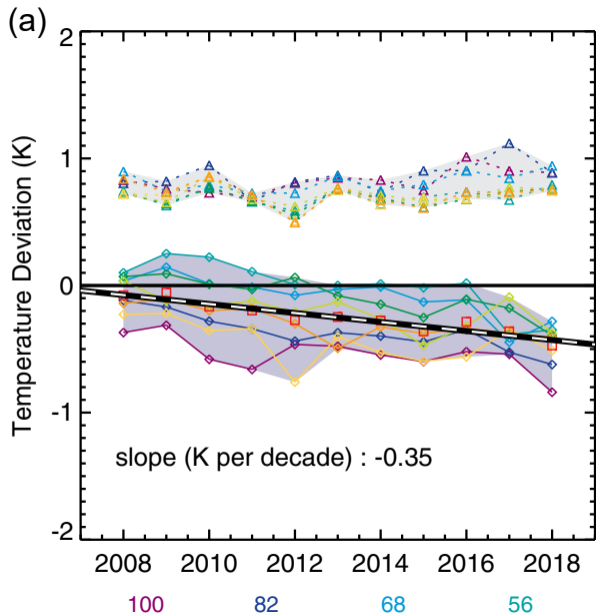 (a)
2
1
0
-1
-2
Temperature Deviation (K)
slope (K per decade) : -0.35
2008 2010 2012 2014 2016 2018
100 82 68 56